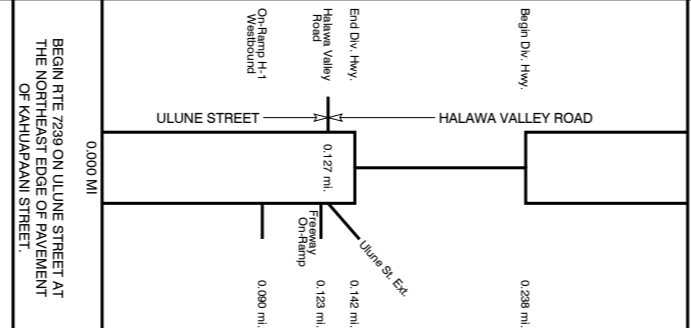 BEGIN RTE 7239 ON ULUNE STREET AT
THE NORTHEAST EDGE OF PAVEMENT
OF KAHUAPAANI STREET.
0.000 MI
On-Ramp H-1
Westbound
Halawa Valley
Road
End Div. Hwy.
Begin Div. Hwy.
ULUNE STREET
HALAWA VALLEY ROAD
0.127 mi.
Freeway
On-Ramp
Ulune St. Ext.
0.090 mi.
0.123 mi.
0.142 mi.
0.238 mi.